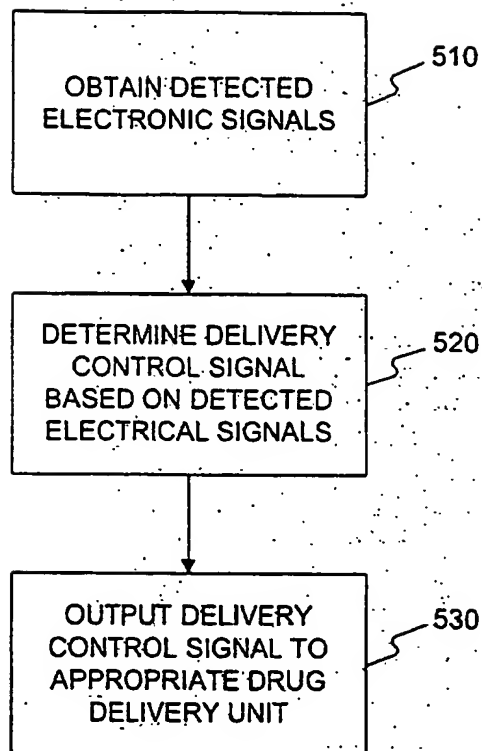 OBTAIN DETECTED
ELECTRONIC SIGNALS
510
DETERMINE DELIVERY
CONTROL SIGNAL
BASED ON DETECTED
ELECTRICAL SIGNALS
520
OUTPUT DELIVERY
CONTROL SIGNAL TO
APPROPRIATE DRUG
DELIVERY UNIT
530